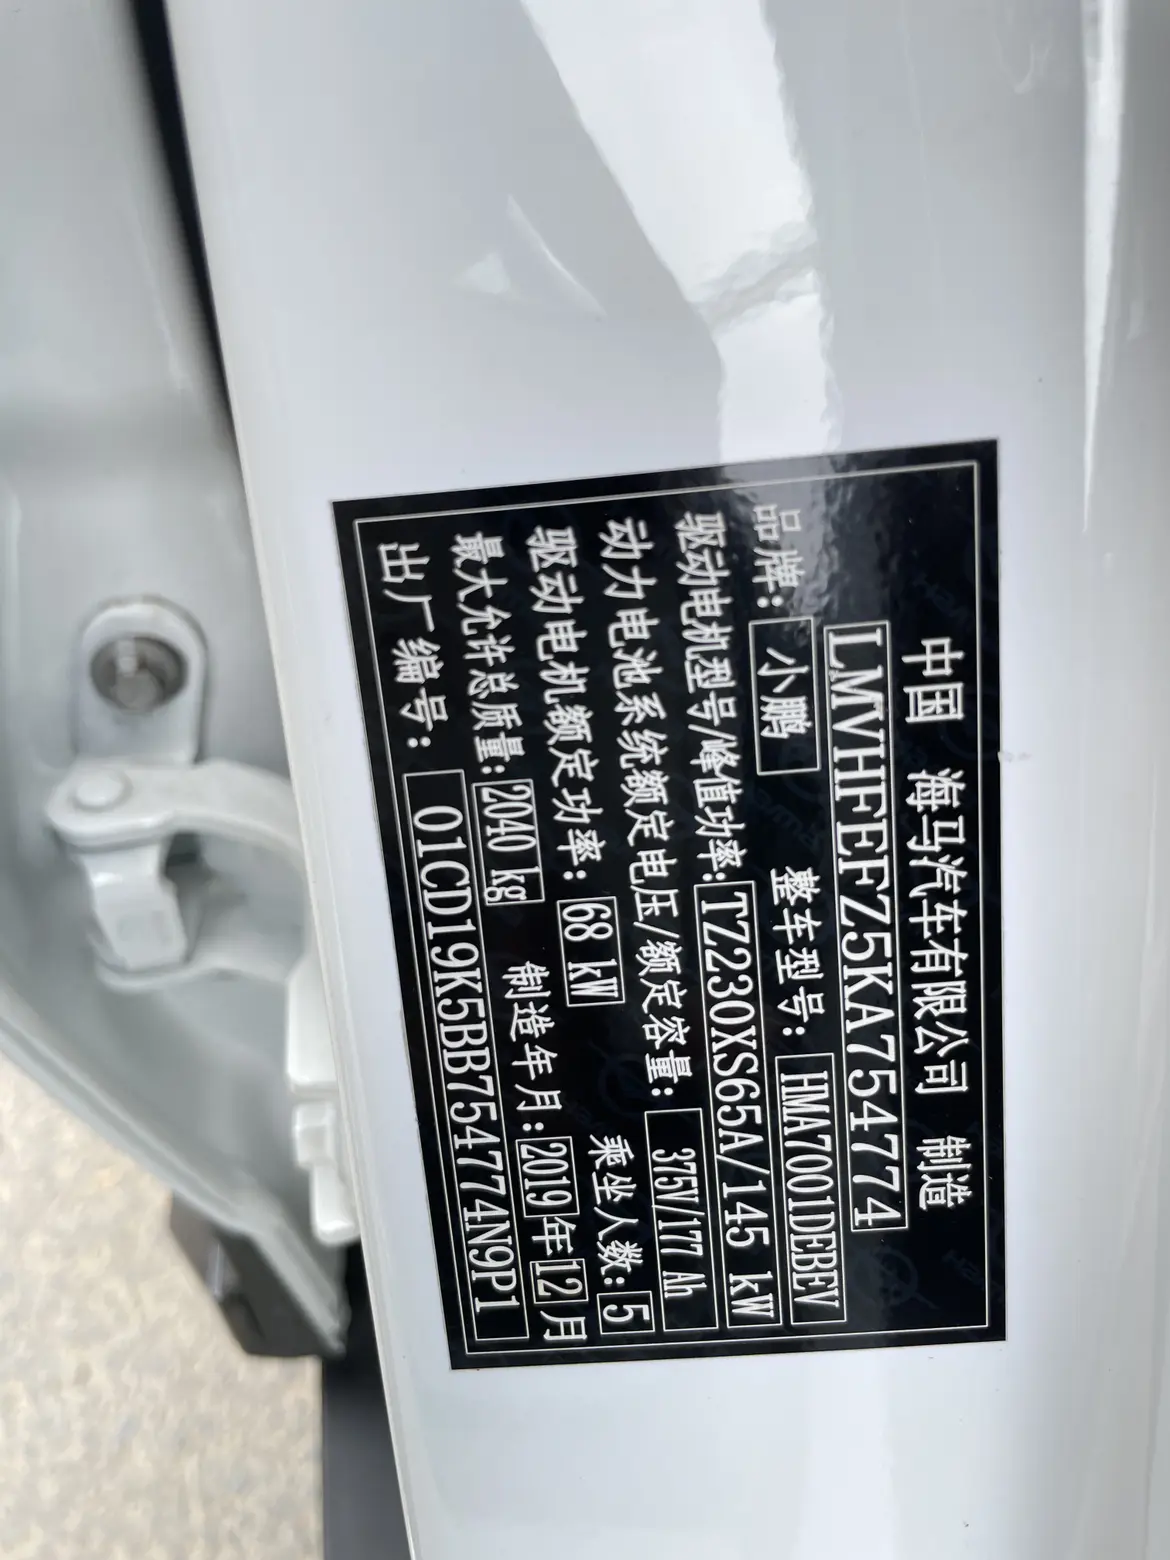 中国 海马汽车有限公司 制造
LMVHFEFZ5KA754774
品牌: 小鹏 整车型号: HMA7001DEBEV
驱动电机型号/峰值功率: TZ230XS65A/145 kW
动力电池系统额定电压/额定容量: 375V/177 Ah
驱动电机额定功率: 68 kW 乘坐人数: 5
最大允许总质量: 2040 kg 制造年月: 2019年12月
出厂编号: 01CD19K5BB754774N9P1